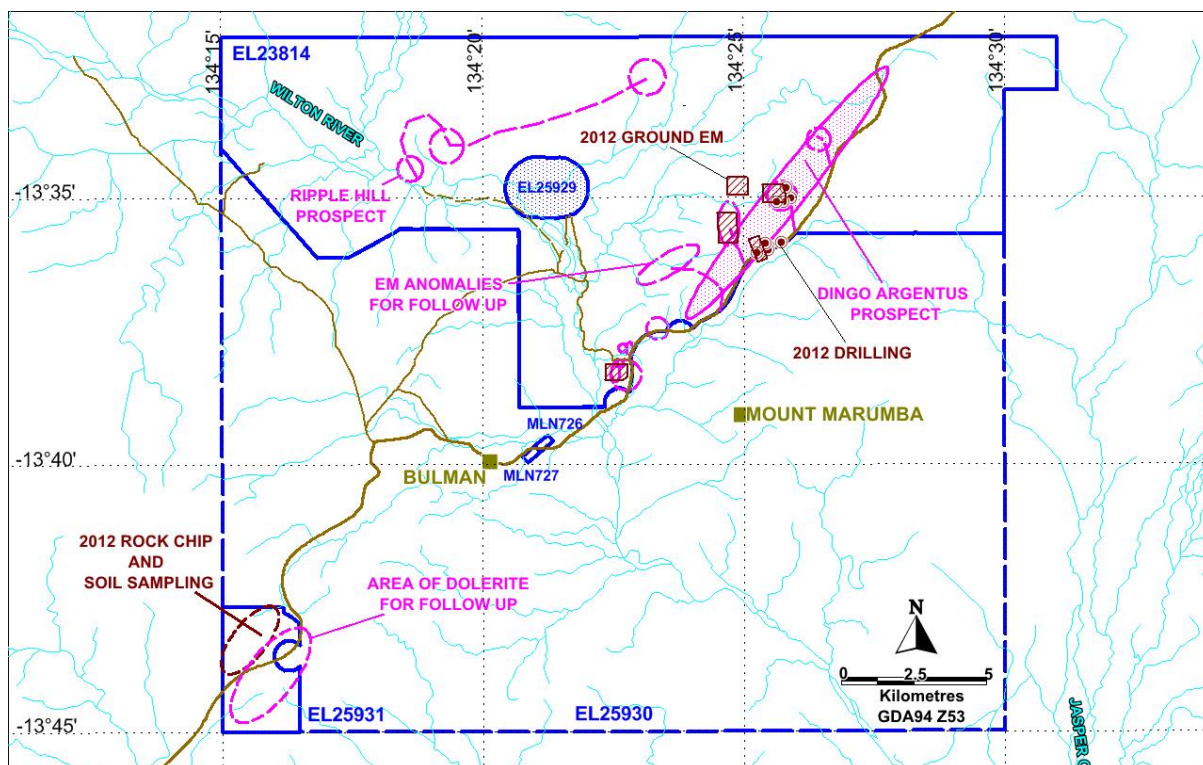 134°15'
134°20'
134°25'
134°30'
EL23814
WILTON RIVER
2012 GROUND EM
-13°35'
EL25929
RIPPLE HILL
PROSPECT
EM ANOMALIES
FOR FOLLOW UP
DINGO ARGENTUS
PROSPECT
2012 DRILLING
MOUNT MARUMBA
MLN726
-13°40'
BULMAN
MLN727
2012 ROCK CHIP
AND
SOIL SAMPLING
AREA OF DOLERITE
FOR FOLLOW UP
N
0 2.5 5
Kilometres
GDA94 Z53
-13°45'
EL25931
EL25930
JASPER